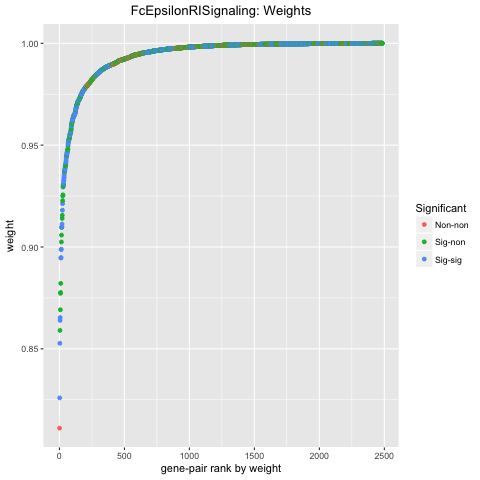 FcEpsilonRISignaling: Weights
1.00
0.95
0.90
0.85
weight
0
500
1000
1500
2000
2500
gene-pair rank by weight
Significant
Non-non
Sig-non
Sig-sig